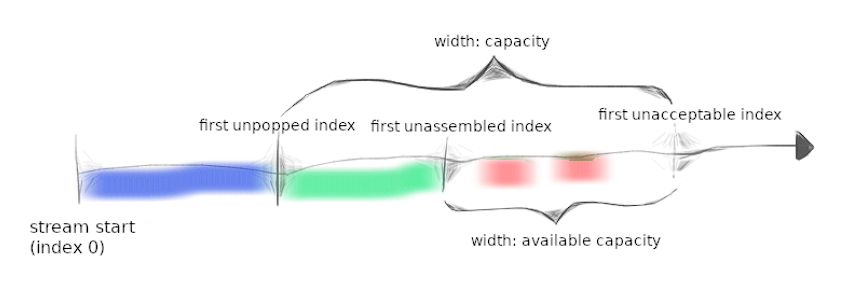 width: capacity
first unpopped index
first unassembled index
first unacceptable index
stream start
(index 0)
width: available capacity